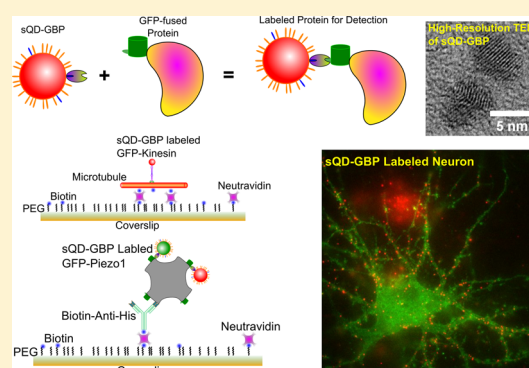 sQD-GBP
GFP-fused
Protein
Labeled Protein for Detection
High-Resolution TEM
of sQD-GBP
5 nm
sQD-GBP labeled
GFP-Kinesin
Microtubule
Biotin
Neutravidin
PEG
Coverslip
sQD-GBP Labled
GFP-Piezo1
Biotin-Anti-His
Biotin
Neutravidin
PEG
Coverslip
sQD-GBP Labeled Neuron